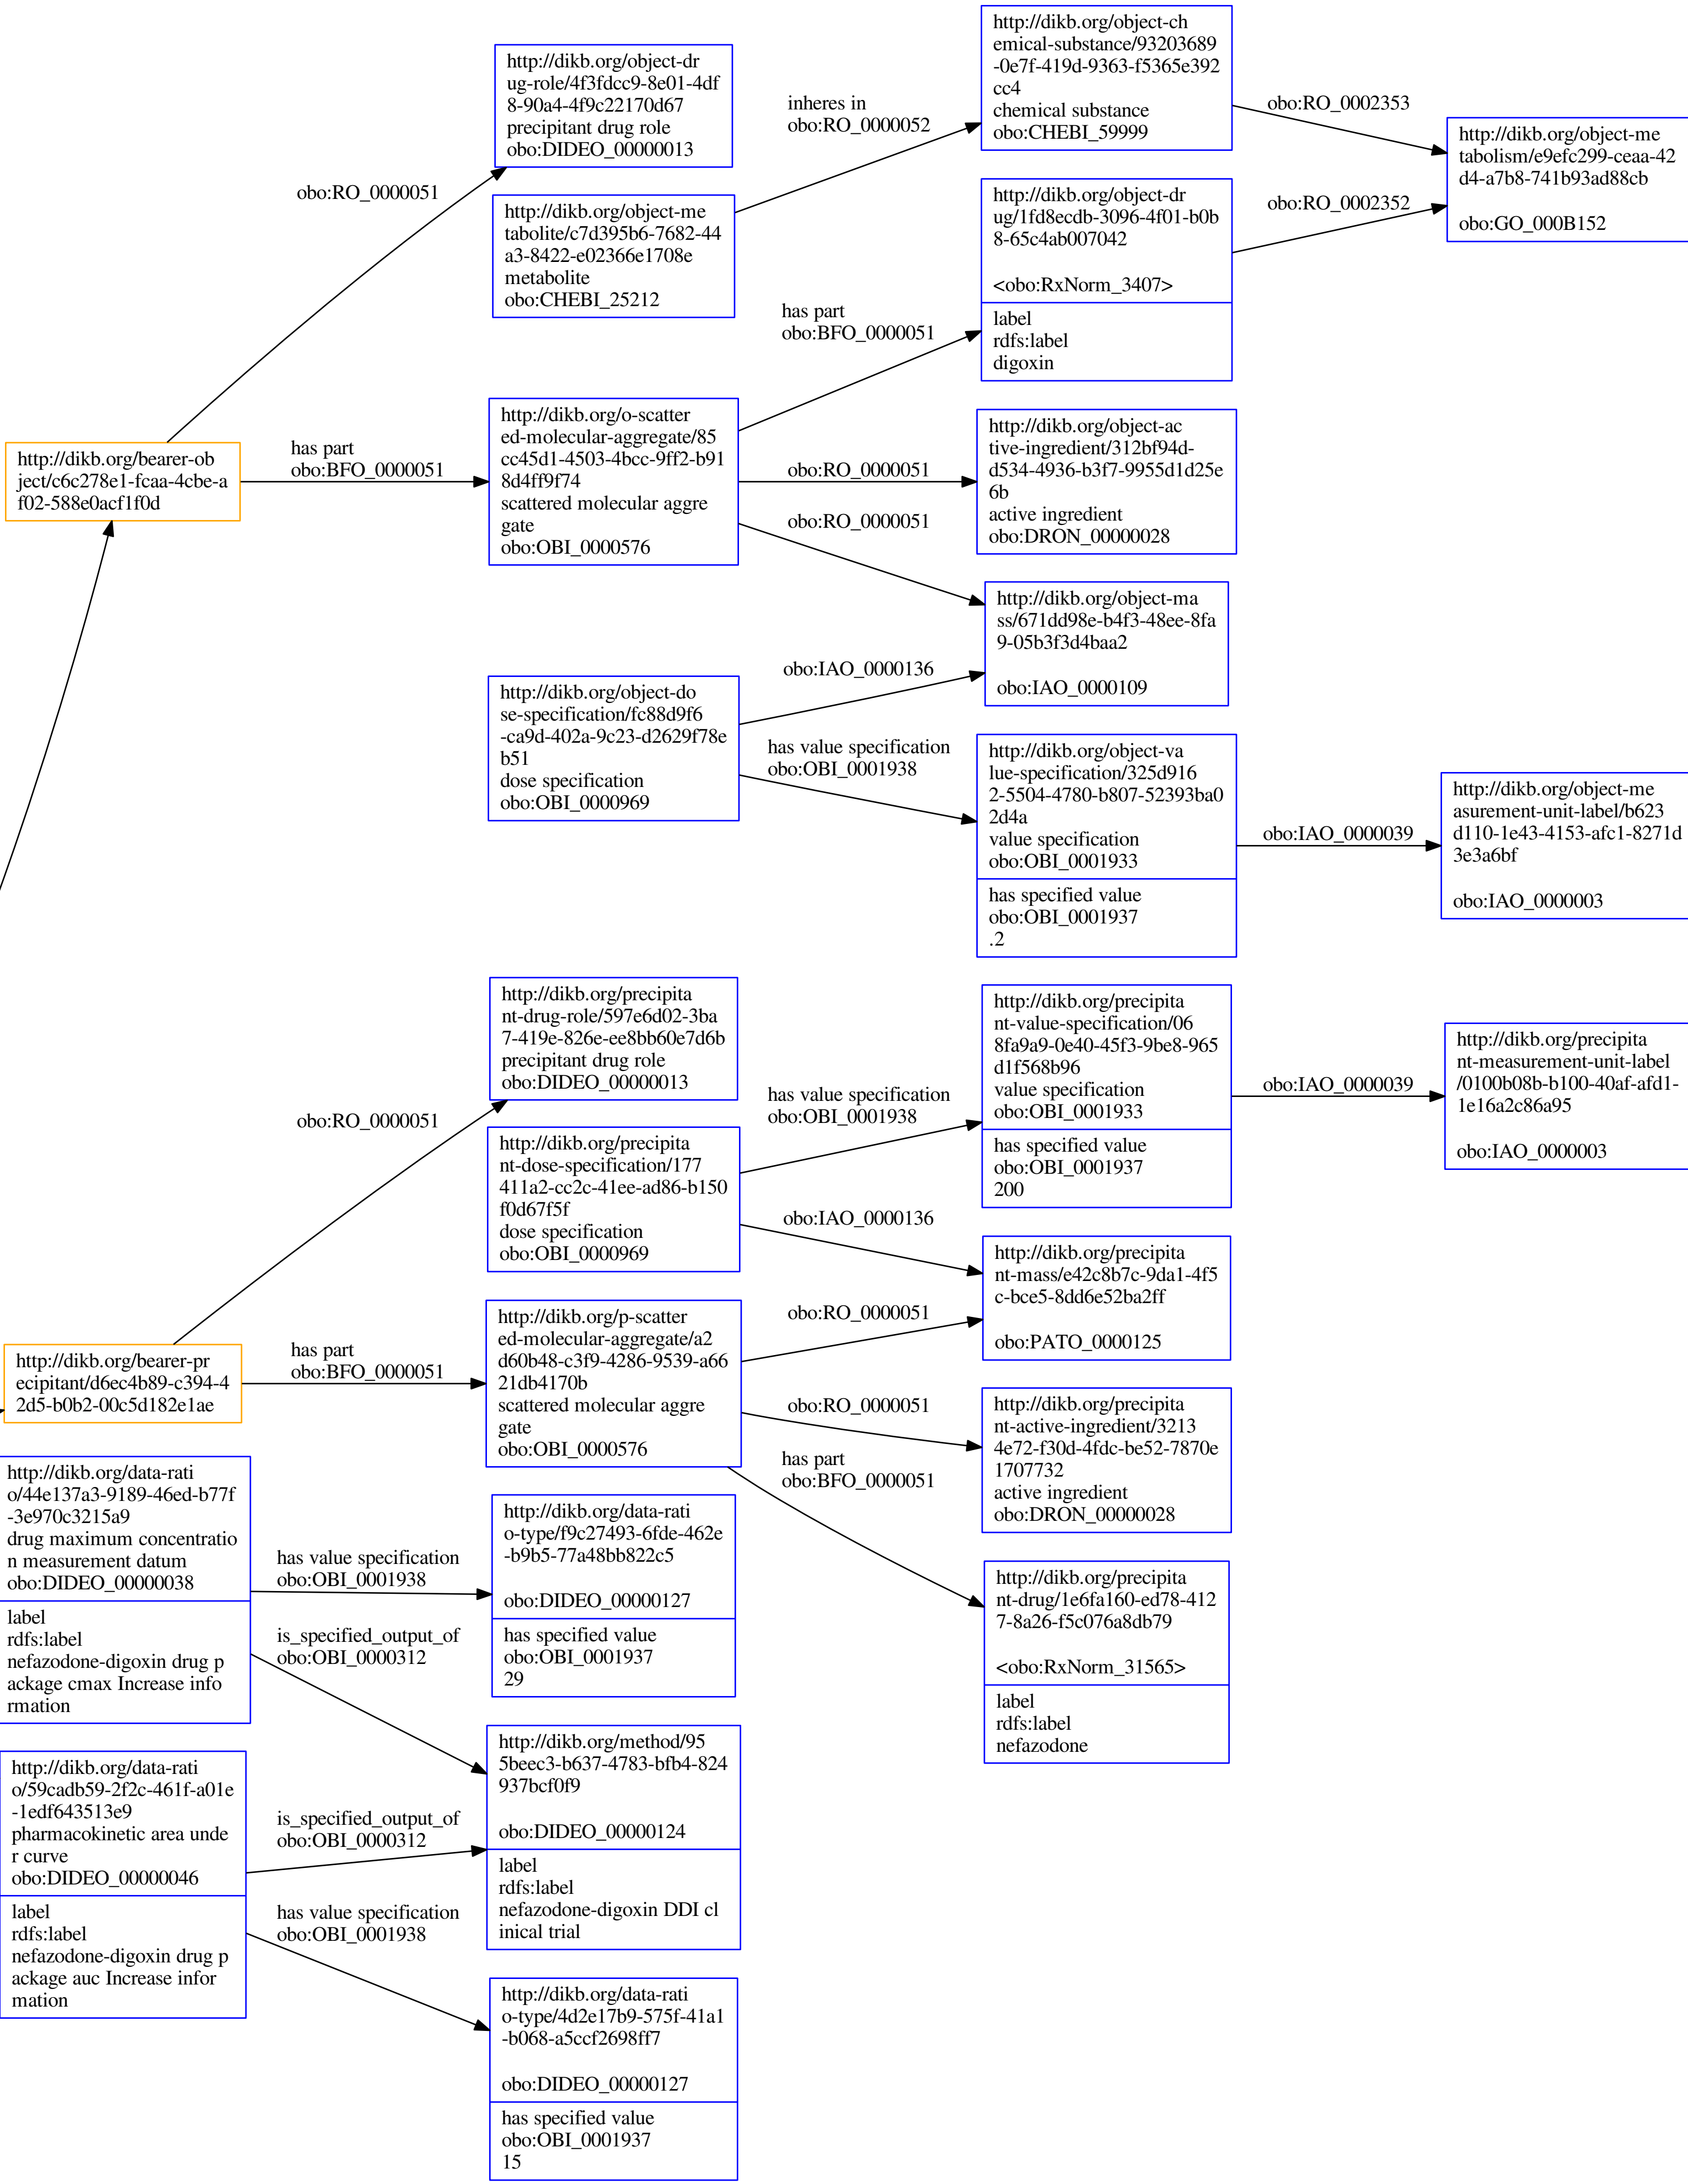 http://dikb.org/object-dr
ug-role/4f3fdcc9-8e01-4df
8-90a4-4f9c22170d67
precipitant drug role
obo:DIDEO_00000013
http://dikb.org/object-ch
emical-substance/93203689
-0e7f-419d-9363-f5365e392
cc4
chemical substance
obo:CHEBI_59999
inheres in
obo:RO_0000052
obo:RO_0002353
http://dikb.org/object-me
tabolism/e9efc299-ceaa-42
d4-a7b8-741b93ad88cb
obo:GO_000B152
obo:RO_0000051
http://dikb.org/object-me
tabolite/c7d395b6-7682-44
a3-8422-e02366e1708e
metabolite
obo:CHEBI_25212
http://dikb.org/object-dr
ug/1fd8ecdb-3096-4f01-b0b
8-65c4ab007042
<obo:RxNorm_3407>
label
rdfs:label
digoxin
obo:RO_0002352
has part
obo:BFO_0000051
http://dikb.org/bearer-ob
ject/c6c278e1-fcaa-4cbe-a
f02-588e0acf1f0d
has part
obo:BFO_0000051
http://dikb.org/o-scatter
ed-molecular-aggregate/85
cc45d1-4503-4bcc-9ff2-b91
8d4ff9f74
scattered molecular aggre
gate
obo:OBI_0000576
obo:RO_0000051
obo:RO_0000051
http://dikb.org/object-ac
tive-ingredient/312bf94d-
d534-4936-b3f7-9955d1d25e
6b
active ingredient
obo:DRON_00000028
http://dikb.org/object-ma
ss/671dd98e-b4f3-48ee-8fa
9-05b3f3d4baa2
obo:IAO_0000109
obo:IAO_0000136
http://dikb.org/object-do
se-specification/fc88d9f6
-ca9d-402a-9c23-d2629f78e
b51
dose specification
obo:OBI_0000969
has value specification
obo:OBI_0001938
http://dikb.org/object-va
lue-specification/325d916
2-5504-4780-b807-52393ba0
2d4a
value specification
obo:OBI_0001933
has specified value
obo:OBI_0001937
.2
obo:IAO_0000039
http://dikb.org/object-me
asurement-unit-label/b623
d110-1e43-4153-afc1-8271d
3e3a6bf
obo:IAO_0000003
http://dikb.org/precipita
nt-drug-role/597e6d02-3ba
7-419e-826e-ee8bb60e7d6b
precipitant drug role
obo:DIDEO_00000013
obo:RO_0000051
http://dikb.org/precipita
nt-value-specification/06
8fa9a9-0e40-45f3-9be8-965
d1f568b96
value specification
obo:OBI_0001933
has specified value
obo:OBI_0001937
200
obo:IAO_0000039
http://dikb.org/precipita
nt-measurement-unit-label
/0100b08b-b100-40af-afd1-
1e16a2c86a95
obo:IAO_0000003
has value specification
obo:OBI_0001938
http://dikb.org/precipita
nt-dose-specification/177
411a2-cc2c-41ee-ad86-b150
f0d67f5f
dose specification
obo:OBI_0000969
obo:IAO_0000136
http://dikb.org/precipita
nt-mass/e42c8b7c-9da1-4f5
c-bce5-8dd6e52ba2ff
obo:PATO_0000125
obo:RO_0000051
http://dikb.org/bearer-pr
ecipitant/d6ec4b89-c394-4
2d5-b0b2-00c5d182e1ae
has part
obo:BFO_0000051
http://dikb.org/p-scatter
ed-molecular-aggregate/a2
d60b48-c3f9-4286-9539-a66
21db4170b
scattered molecular aggre
gate
obo:OBI_0000576
obo:RO_0000051
http://dikb.org/precipita
nt-active-ingredient/3213
4e72-f30d-4fdc-be52-7870e
1707732
active ingredient
obo:DRON_00000028
has part
obo:BFO_0000051
http://dikb.org/precipita
nt-drug/1e6fa160-ed78-412
7-8a26-f5c076a8db79
<obo:RxNorm_31565>
label
rdfs:label
nefazodone
http://dikb.org/data-rati
o/44e137a3-9189-46ed-b77f
-3e970c3215a9
drug maximum concentratio
n measurement datum
obo:DIDEO_00000038
label
rdfs:label
nefazodone-digoxin drug p
ackage cmax Increase info
rmation
has value specification
obo:OBI_0001938
http://dikb.org/data-rati
o-type/f9c27493-6fde-462e
-b9b5-77a48bb822c5
obo:DIDEO_00000127
has specified value
obo:OBI_0001937
29
is_specified_output_of
obo:OBI_0000312
http://dikb.org/method/95
5beec3-b637-4783-bfb4-824
937bcf0f9
obo:DIDEO_00000124
label
rdfs:label
nefazodone-digoxin DDI cl
inical trial
http://dikb.org/data-rati
o/59cadb59-2f2c-461f-a01e
-1edf643513e9
pharmacokinetic area unde
r curve
obo:DIDEO_00000046
label
rdfs:label
nefazodone-digoxin drug p
ackage auc Increase infor
mation
is_specified_output_of
obo:OBI_0000312
has value specification
obo:OBI_0001938
http://dikb.org/data-rati
o-type/4d2e17b9-575f-41a1
-b068-a5ccf2698ff7
obo:DIDEO_00000127
has specified value
obo:OBI_0001937
15